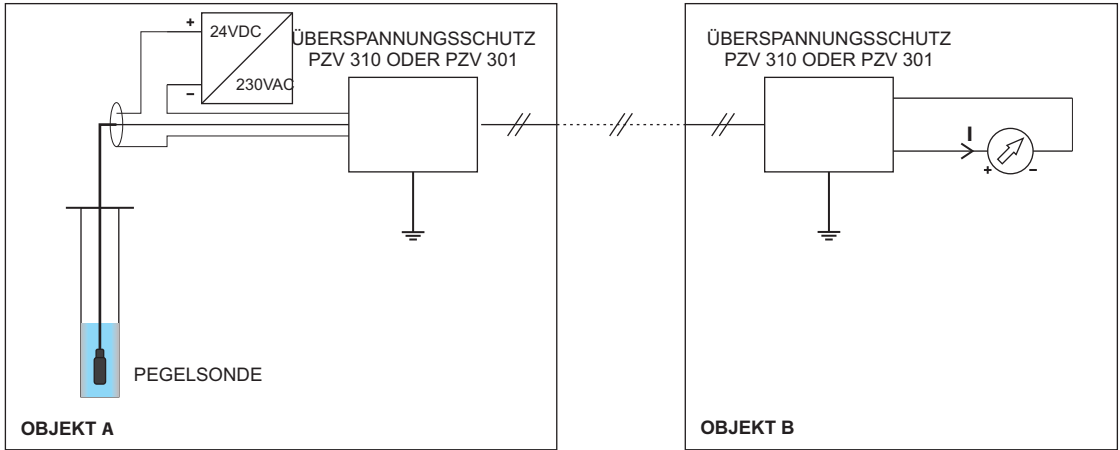 +
24VDC
230VAC
–
ÜBERSPANNUNGSSCHUTZ
PZV 310 ODER PZV 301
PEGELSONDE
OBJEKT A
ÜBERSPANNUNGSSCHUTZ
PZV 310 ODER PZV 301
I
+
–
OBJEKT B